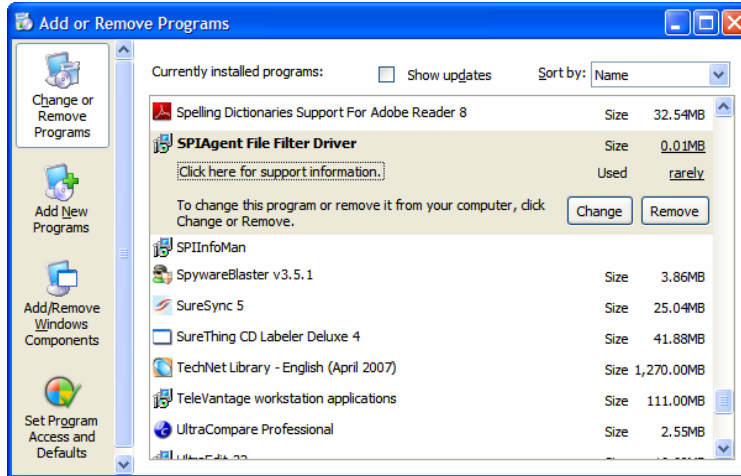 Add or Remove Programs
Change or
Remove
Programs
Add New
Programs
Add/Remove
Windows
Components
Set Program
Access and
Defaults
Currently installed programs: Show updates Sort by: Name
Spelling Dictionaries Support For Adobe Reader 8 Size 32.54MB
SPIAgent File Filter Driver Size 0.01MB
Click here for support information. Used rarely
To change this program or remove it from your computer, click
Change or Remove. Change Remove
SPIInfoMan
SpywareBlaster v3.5.1 Size 3.86MB
SureSync 5 Size 25.04MB
SureThing CD Labeler Deluxe 4 Size 41.88MB
TechNet Library - English (April 2007) Size 1,270.00MB
TeleVantage workstation applications Size 111.00MB
UltraCompare Professional Size 2.55MB